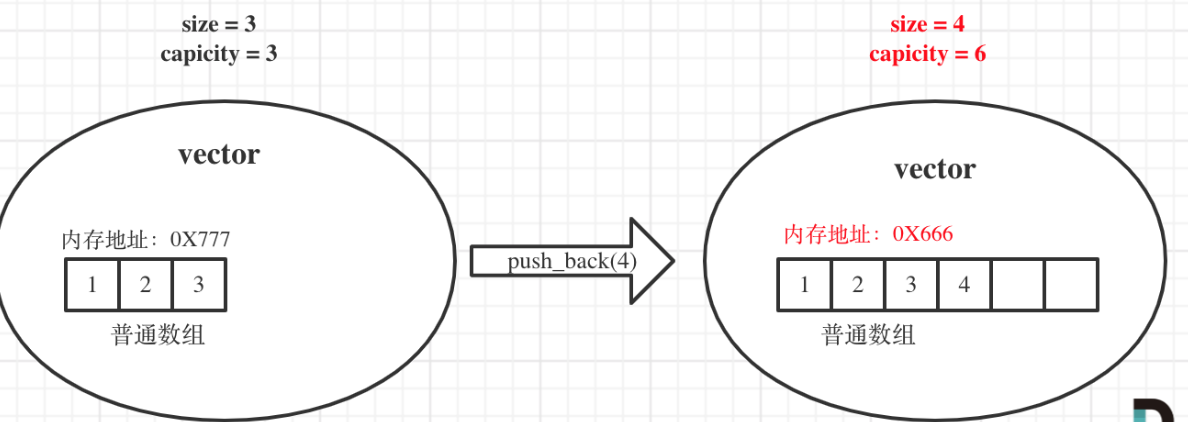 size = 3
capicity = 3
vector
内存地址：0X777
1 2 3
普通数组
push_back(4)
size = 4
capicity = 6
vector
内存地址：0X666
1 2 3 4
普通数组